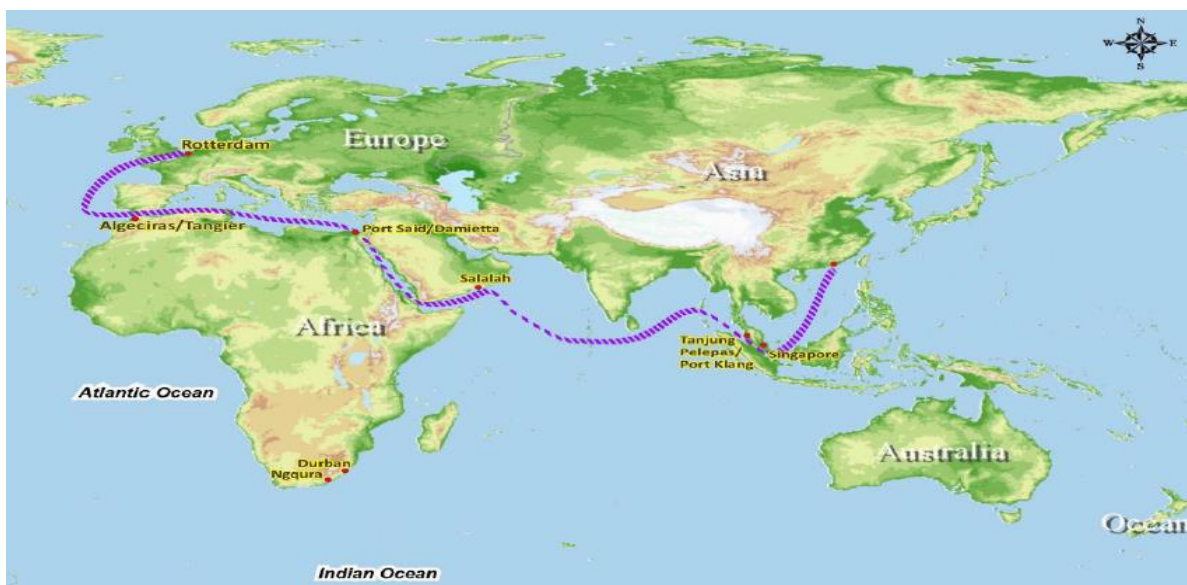 N
W
E
S
Rotterdam
Europe
Asia
Algeciras/Tangier
Port Said/Damietta
Salalah
Africa
Tanjung
Pelepas/
Port Klang
Singapore
Atlantic Ocean
Australia
Durban
Ngqura
Ocean
Indian Ocean